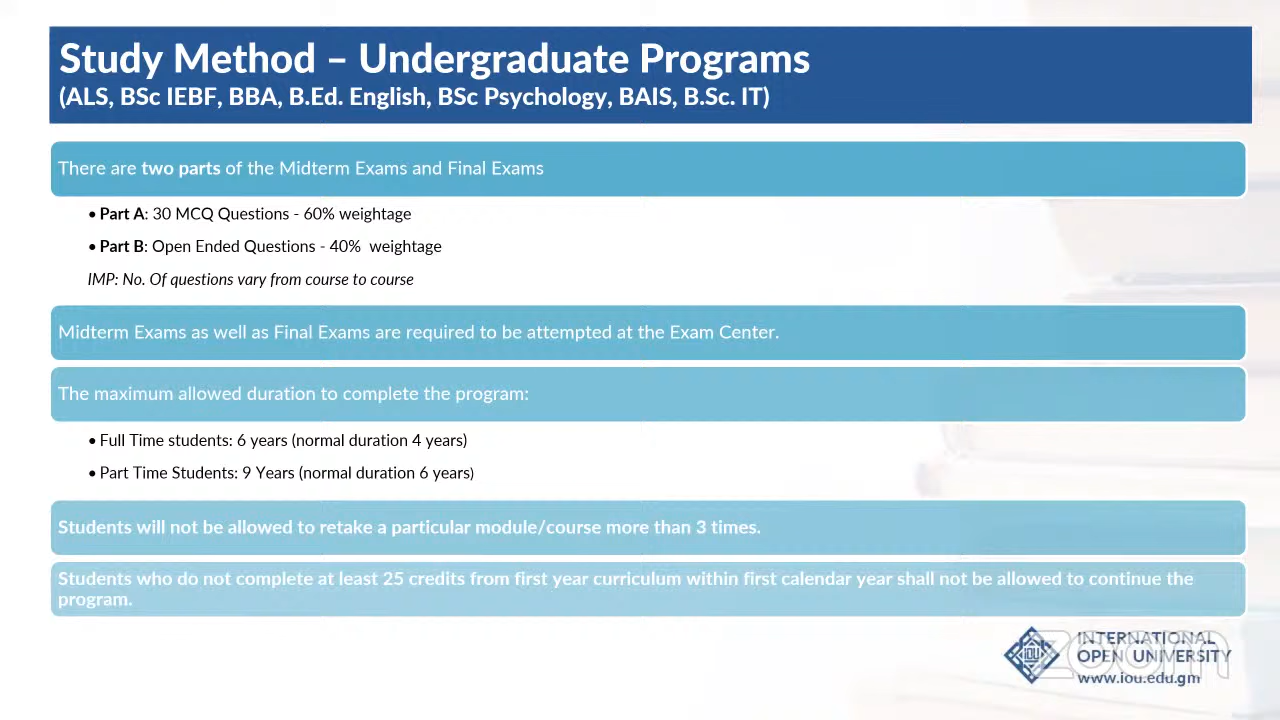 Study Method – Undergraduate Programs
(ALS, BSc IEBF, BBA, B.Ed. English, BSc Psychology, BAIS, B.Sc. IT)
There are two parts of the Midterm Exams and Final Exams
• Part A: 30 MCQ Questions - 60% weightage
• Part B: Open Ended Questions - 40%  weightage
IMP: No. Of questions vary from course to course
Midterm Exams as well as Final Exams are required to be attempted at the Exam Center.
The maximum allowed duration to complete the program:
• Full Time students: 6 years (normal duration 4 years)
• Part Time Students: 9 Years (normal duration 6 years)
Students will not be allowed to retake a particular module/course more than 3 times.
Students who do not complete at least 25 credits from first year curriculum within first calendar year shall not be allowed to continue the
program.
IOU
INTERNATIONAL
OPEN UNIVERSITY
www.iou.edu.gm
zoom